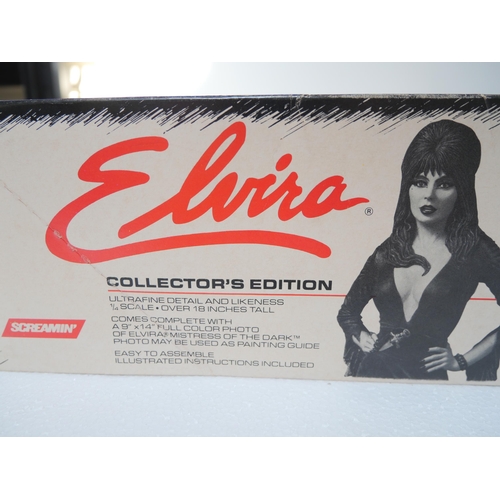 Elvira®
COLLECTOR'S EDITION
ULTRAFINE DETAIL AND LIKENESS
¼ SCALE • OVER 18 INCHES TALL
COMES COMPLETE WITH
A 9" x 14" FULL COLOR PHOTO
OF ELVIRA® MISTRESS OF THE DARK™
PHOTO MAY BE USED AS PAINTING GUIDE
EASY TO ASSEMBLE
ILLUSTRATED INSTRUCTIONS INCLUDED
SCREAMIN'